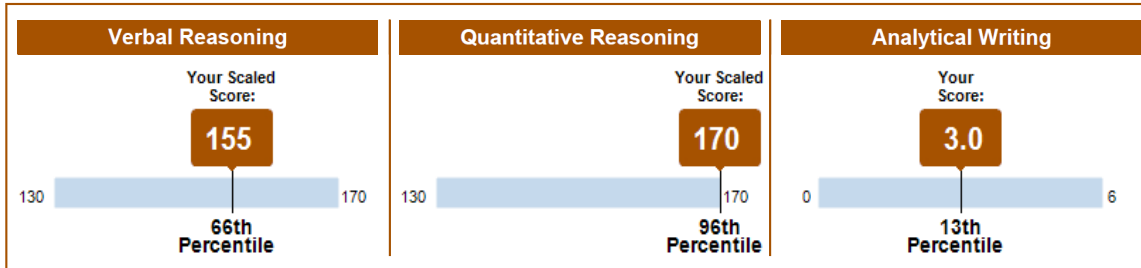 Verbal Reasoning
Your Scaled
Score:
155
130
170
66th
Percentile
Quantitative Reasoning
Your Scaled
Score:
170
130
170
96th
Percentile
Analytical Writing
Your
Score:
3.0
0
6
13th
Percentile